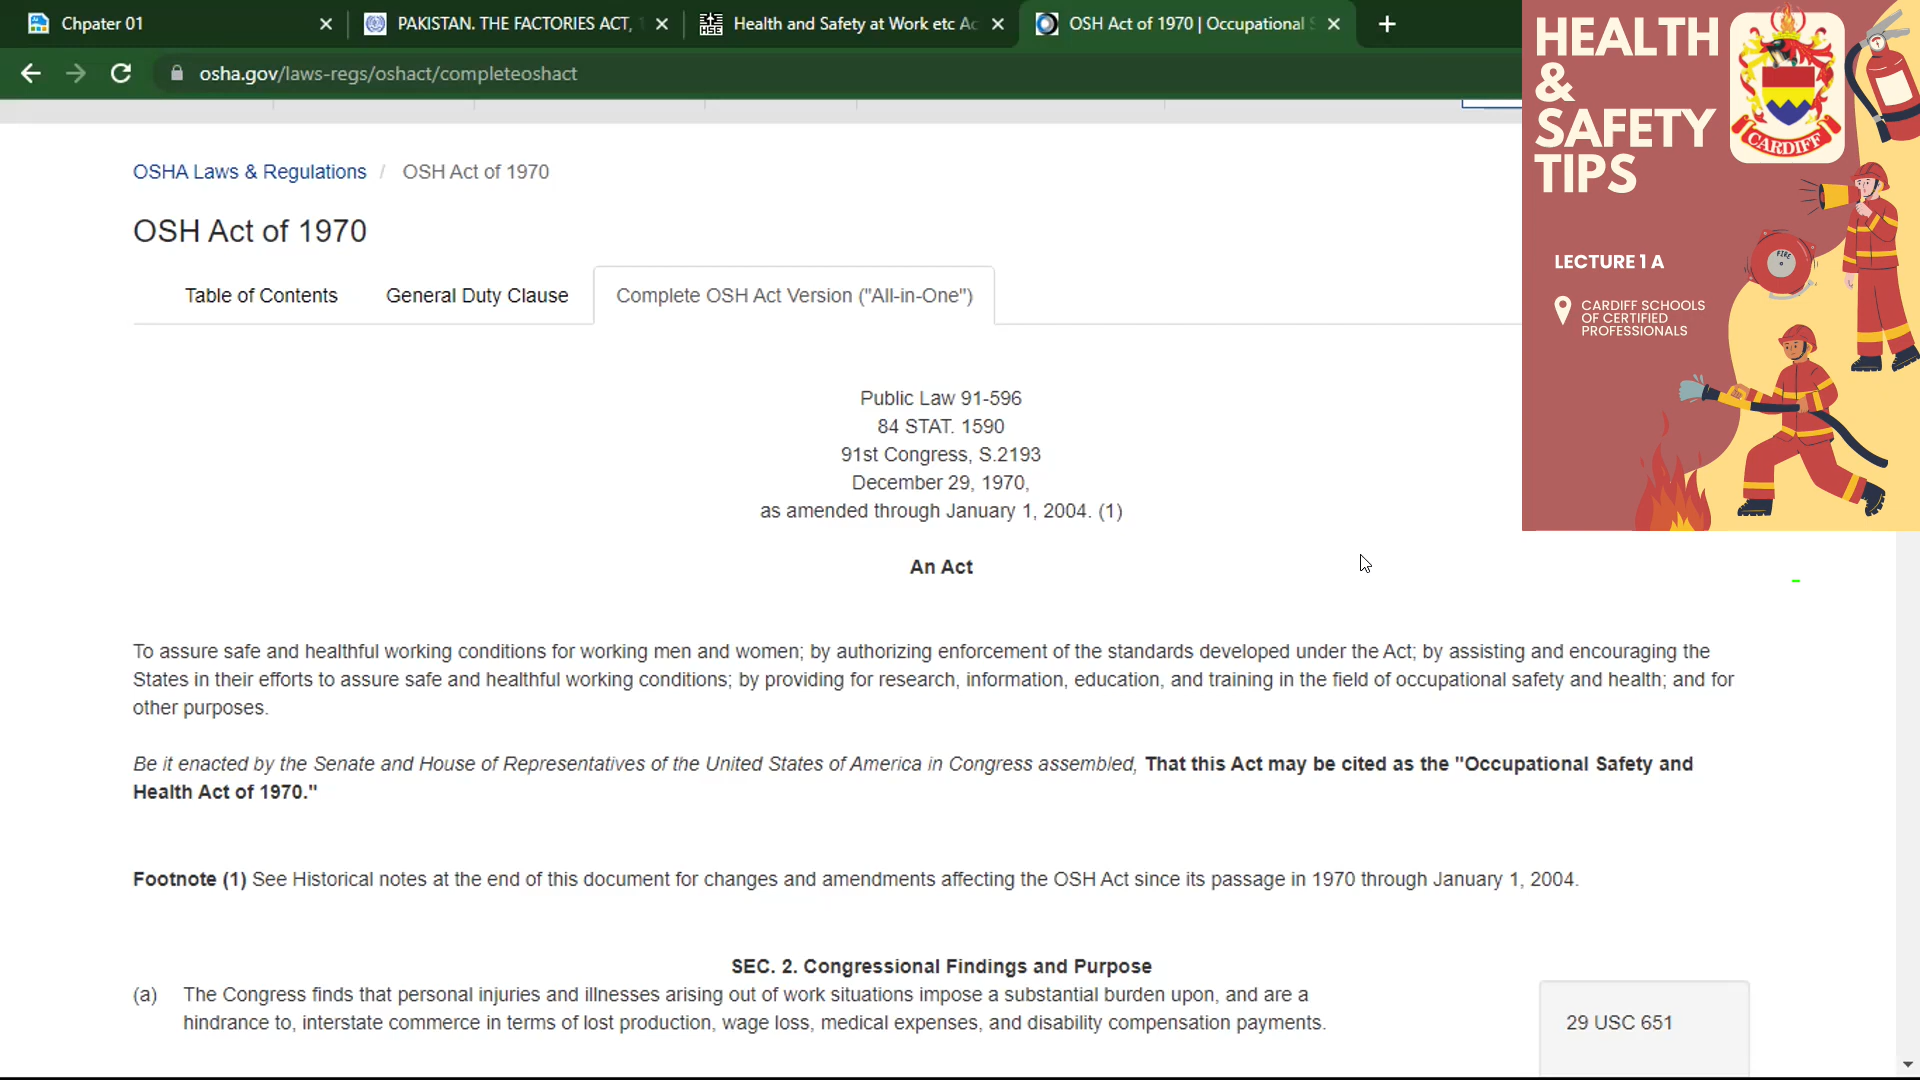 Chpater 01
PAKISTAN. THE FACTORIES ACT,
HSE
Health and Safety at Work etc Ac
OSH Act of 1970 | Occupational S
osha.gov/laws-regs/oshact/completeoshact
OSHA Laws & Regulations / OSH Act of 1970
OSH Act of 1970
Table of Contents
General Duty Clause
Complete OSH Act Version ("All-in-One")
Public Law 91-596
84 STAT. 1590
91st Congress, S.2193
December 29, 1970,
as amended through January 1, 2004. (1)
An Act
To assure safe and healthful working conditions for working men and women; by authorizing enforcement of the standards developed under the Act; by assisting and encouraging the
States in their efforts to assure safe and healthful working conditions; by providing for research, information, education, and training in the field of occupational safety and health; and for
other purposes.
Be it enacted by the Senate and House of Representatives of the United States of America in Congress assembled, That this Act may be cited as the "Occupational Safety and
Health Act of 1970."
Footnote (1) See Historical notes at the end of this document for changes and amendments affecting the OSH Act since its passage in 1970 through January 1, 2004.
SEC. 2. Congressional Findings and Purpose
(a) The Congress finds that personal injuries and illnesses arising out of work situations impose a substantial burden upon, and are a
hindrance to, interstate commerce in terms of lost production, wage loss, medical expenses, and disability compensation payments.
29 USC 651
HEALTH
&
SAFETY
TIPS
CARDIFF
FIRE
LECTURE 1 A
CARDIFF SCHOOLS
OF CERTIFIED
PROFESSIONALS